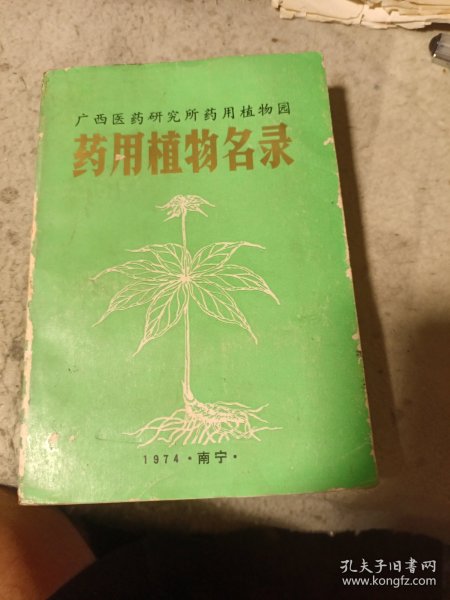 广西医药研究所药用植物园
药用植物名录
1974·南宁·
孔夫子旧书网
www.kongfz.com